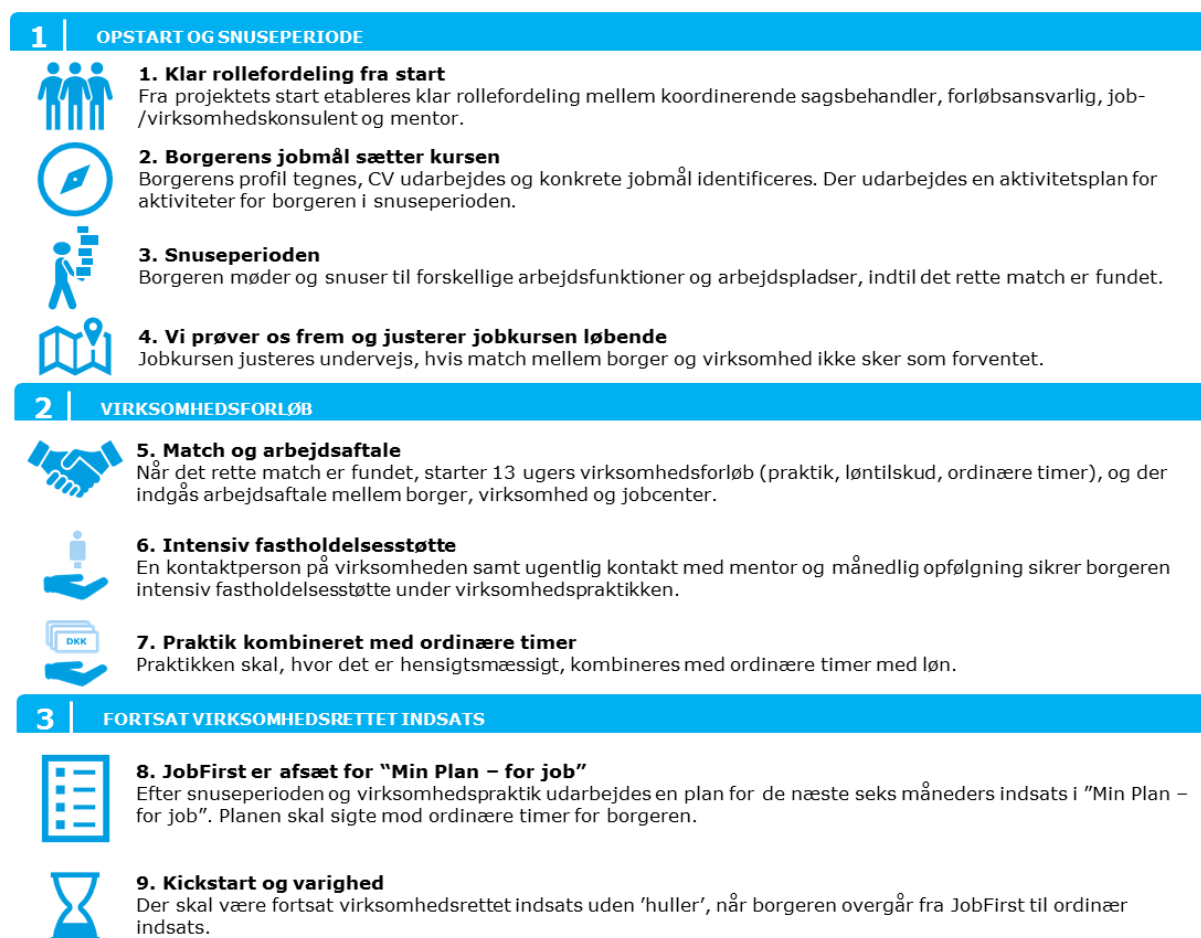 1 OPSTART OG SNUSEPERIODE
1. Klar rollefordeling fra start
Fra projektets start etableres klar rollefordeling mellem koordinerende sagsbehandler, forløbsansvarlig, job-
/virksomhedskonsulent og mentor.
2. Borgerens jobmål sætter kursen
Borgerens profil tegnes, CV udarbejdes og konkrete jobmål identificeres. Der udarbejdes en aktivitetsplan for
aktiviteter for borgeren i snuseperioden.
3. Snuseperioden
Borgeren møder og snuser til forskellige arbejdsfunktioner og arbejdspladser, indtil det rette match er fundet.
4. Vi prøver os frem og justerer jobkursen løbende
Jobkursen justeres undervejs, hvis match mellem borger og virksomhed ikke sker som forventet.
2 VIRKSOMHEDSFORLØB
5. Match og arbejdsaftale
Når det rette match er fundet, starter 13 ugers virksomhedsforløb (praktik, løntilskud, ordinære timer), og der
indgås arbejdsaftale mellem borger, virksomhed og jobcenter.
6. Intensiv fastholdelsesstøtte
En kontaktperson på virksomheden samt ugentlig kontakt med mentor og månedlig opfølgning sikrer borgeren
intensiv fastholdelsesstøtte under virksomhedspraktikken.
DKK
7. Praktik kombineret med ordinære timer
Praktikken skal, hvor det er hensigtsmæssigt, kombineres med ordinære timer med løn.
3 FORTSAT VIRKSOMHEDSRETTET INDSATS
8. JobFirst er afsæt for “Min Plan – for job”
Efter snuseperioden og virksomhedspraktik udarbejdes en plan for de næste seks måneders indsats i ”Min Plan –
for job”. Planen skal sigte mod ordinære timer for borgeren.
9. Kickstart og varighed
Der skal være fortsat virksomhedsrettet indsats uden ’huller’, når borgeren overgår fra JobFirst til ordinær
indsats.